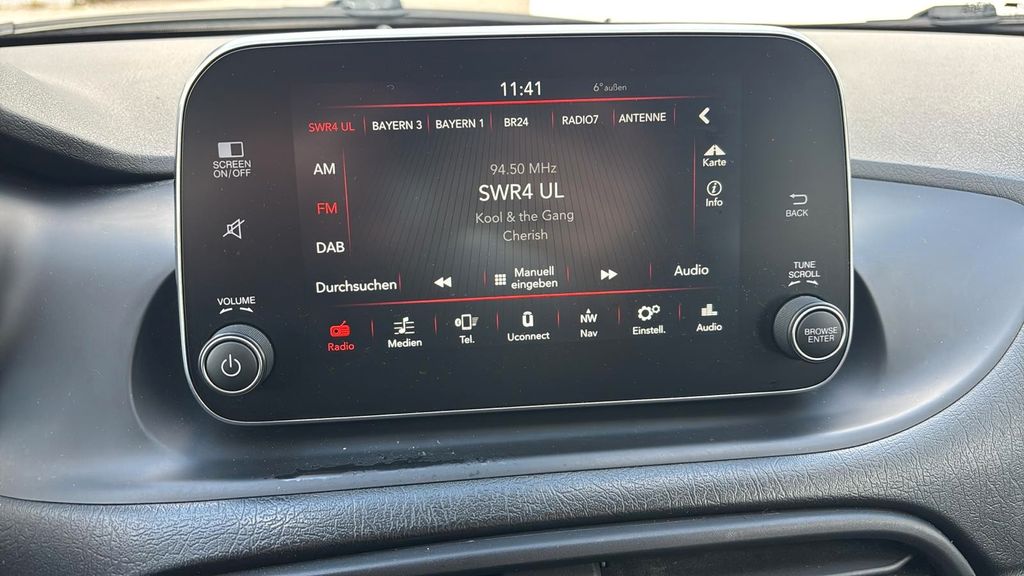 11:41
6° außen
SWR4 UL
BAYERN 3
BAYERN 1
BR24
RADIO7
ANTENNE
AM
FM
DAB
94.50 MHz
SWR4 UL
Kool & the Gang
Cherish
Karte
i
Info
Durchsuchen
Manuell
eingeben
Audio
Radio
Medien
Tel.
Uconnect
NW
Nav
Einstell.
Audio
SCREEN
ON/OFF
VOLUME
BACK
TUNE
SCROLL
BROWSE
ENTER